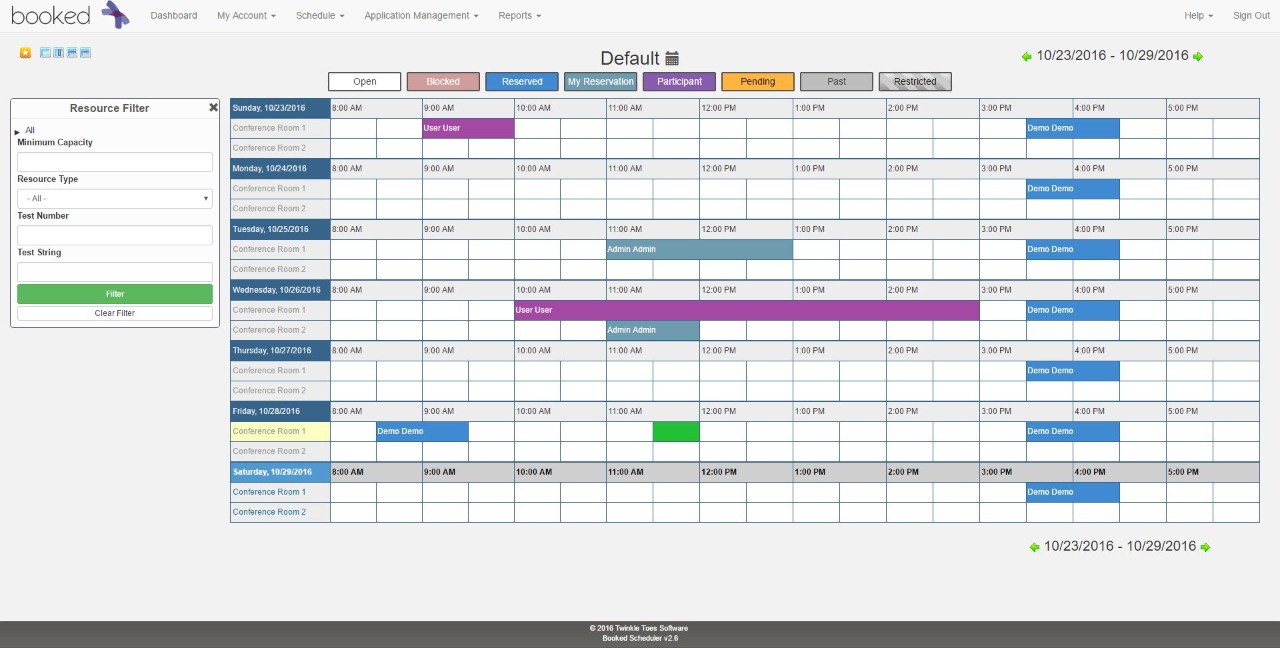 booked Dashboard My Account Schedule Application Management Reports Help Sign Out
Default 10/23/2016 - 10/29/2016
Open Blocked Reserved My Reservation Participant Pending Past Restricted
Resource Filter
All
Minimum Capacity
Resource Type
- All -
Test Number
Test String
Filter
Clear Filter
Sunday, 10/23/2016 8:00 AM 9:00 AM 10:00 AM 11:00 AM 12:00 PM 1:00 PM 2:00 PM 3:00 PM 4:00 PM 5:00 PM
Conference Room 1 User User Demo Demo
Conference Room 2
Monday, 10/24/2016 8:00 AM 9:00 AM 10:00 AM 11:00 AM 12:00 PM 1:00 PM 2:00 PM 3:00 PM 4:00 PM 5:00 PM
Conference Room 1 Demo Demo
Conference Room 2
Tuesday, 10/25/2016 8:00 AM 9:00 AM 10:00 AM 11:00 AM 12:00 PM 1:00 PM 2:00 PM 3:00 PM 4:00 PM 5:00 PM
Conference Room 1 Admin Admin Demo Demo
Conference Room 2
Wednesday, 10/26/2016 8:00 AM 9:00 AM 10:00 AM 11:00 AM 12:00 PM 1:00 PM 2:00 PM 3:00 PM 4:00 PM 5:00 PM
Conference Room 1 User User Demo Demo
Conference Room 2 Admin Admin
Thursday, 10/27/2016 8:00 AM 9:00 AM 10:00 AM 11:00 AM 12:00 PM 1:00 PM 2:00 PM 3:00 PM 4:00 PM 5:00 PM
Conference Room 1 Demo Demo
Conference Room 2
Friday, 10/28/2016 8:00 AM 9:00 AM 10:00 AM 11:00 AM 12:00 PM 1:00 PM 2:00 PM 3:00 PM 4:00 PM 5:00 PM
Conference Room 1 Demo Demo Demo Demo
Conference Room 2
Saturday, 10/29/2016 8:00 AM 9:00 AM 10:00 AM 11:00 AM 12:00 PM 1:00 PM 2:00 PM 3:00 PM 4:00 PM 5:00 PM
Conference Room 1 Demo Demo
Conference Room 2
10/23/2016 - 10/29/2016
© 2016 Twinkle Toes Software
Booked Scheduler v2.6